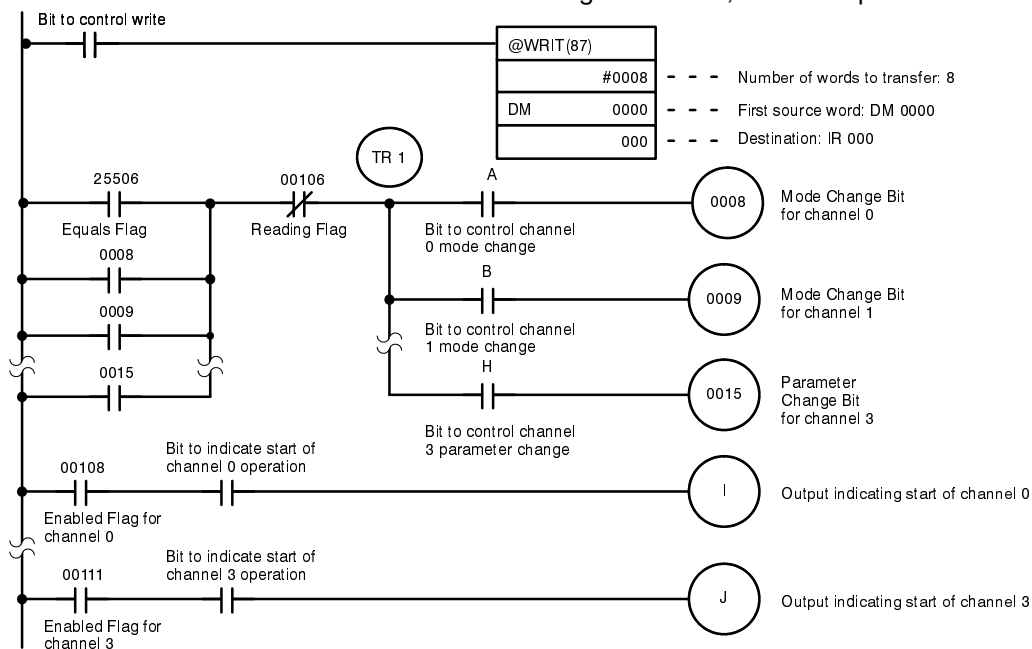 Bit to control write
@WRIT(87)
#0008 Number of words to transfer: 8
DM 0000 First source word: DM 0000
000 Destination: IR 000
TR 1
25506
Equals Flag
00106
Reading Flag
A
Bit to control channel
0 mode change
0008
Mode Change Bit
for channel 0
0008
B
Bit to control channel
1 mode change
0009
Mode Change Bit
for channel 1
0009
0015
H
Bit to control channel
3 parameter change
0015
Parameter
Change Bit
for channel 3
00108
Enabled Flag for
channel 0
Bit to indicate start of
channel 0 operation
I
Output indicating start of channel 0
00111
Enabled Flag for
channel 3
Bit to indicate start of
channel 3 operation
J
Output indicating start of channel 3